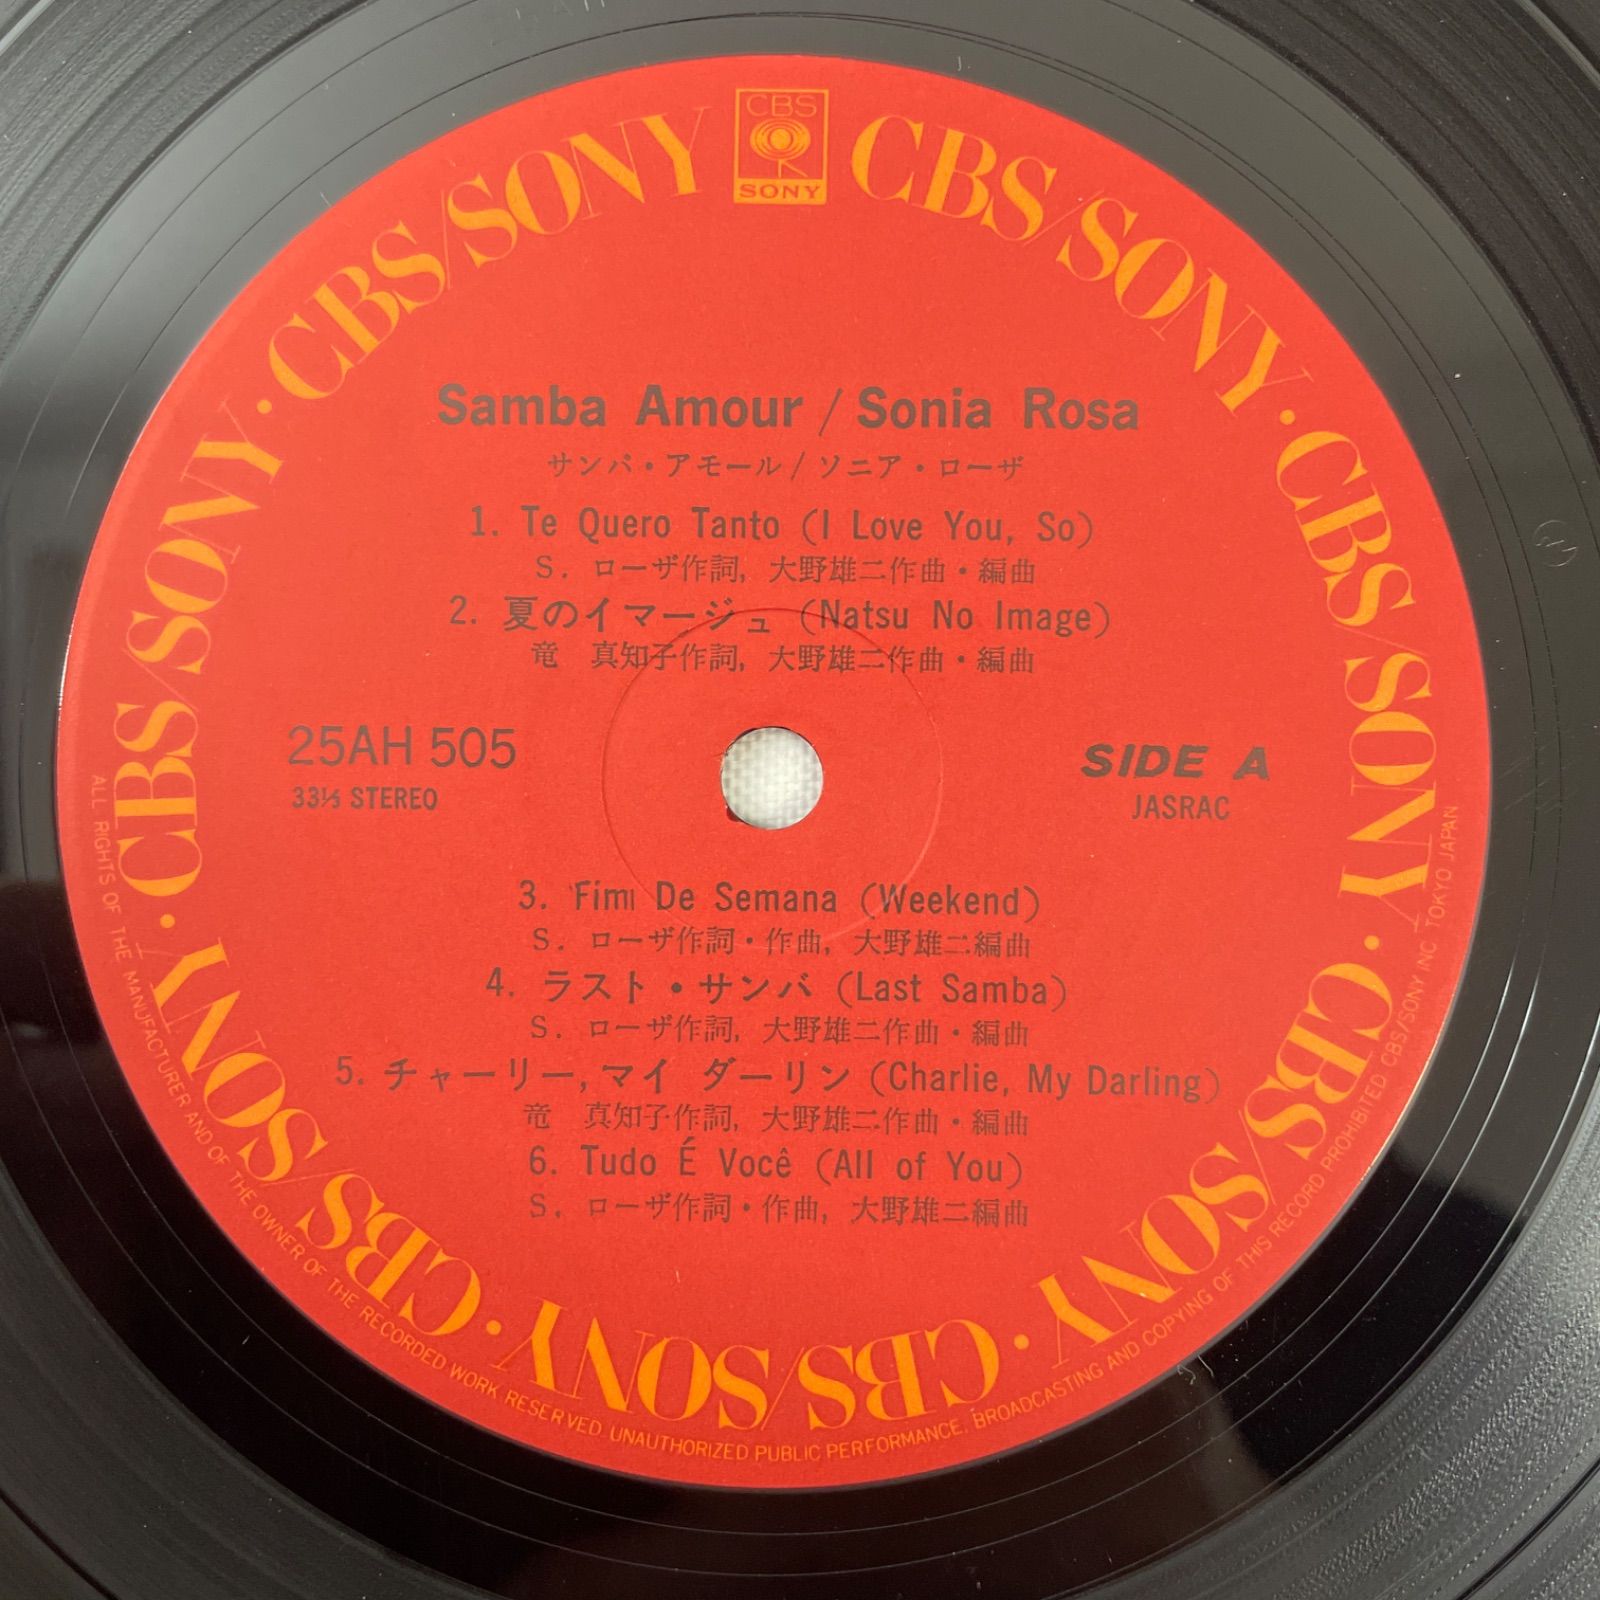 CBS
SONY
CBS/SONY · CBS/SONY · CBS/SONY · CBS/SONY · CBS/SONY · CBS/SONY · CBS/SONY · CBS/SONY
Samba Amour / Sonia Rosa
サンバ・アモール / ソニア・ローザ
1. Te Quero Tanto (I Love You, So)
S. ローザ作詞, 大野雄二作曲・編曲
2. 夏のイマージュ (Natsu No Image)
竜 真知子作詞, 大野雄二作曲・編曲
25AH 505
33⅓ STEREO
SIDE A
JASRAC
3. Fim De Semana (Weekend)
S. ローザ作詞・作曲, 大野雄二編曲
4. ラスト・サンバ (Last Samba)
S. ローザ作詞, 大野雄二作曲・編曲
5. チャーリー, マイ ダーリン (Charlie, My Darling)
竜 真知子作詞, 大野雄二作曲・編曲
6. Tudo É Você (All of You)
S. ローザ作詞・作曲, 大野雄二編曲
ALL RIGHTS OF THE MANUFACTURER AND OF THE OWNER OF THE RECORDED WORK RESERVED. UNAUTHORIZED PUBLIC PERFORMANCE, BROADCASTING AND COPYING OF THIS RECORD PROHIBITED CBS/SONY INC. TOKYO JAPAN